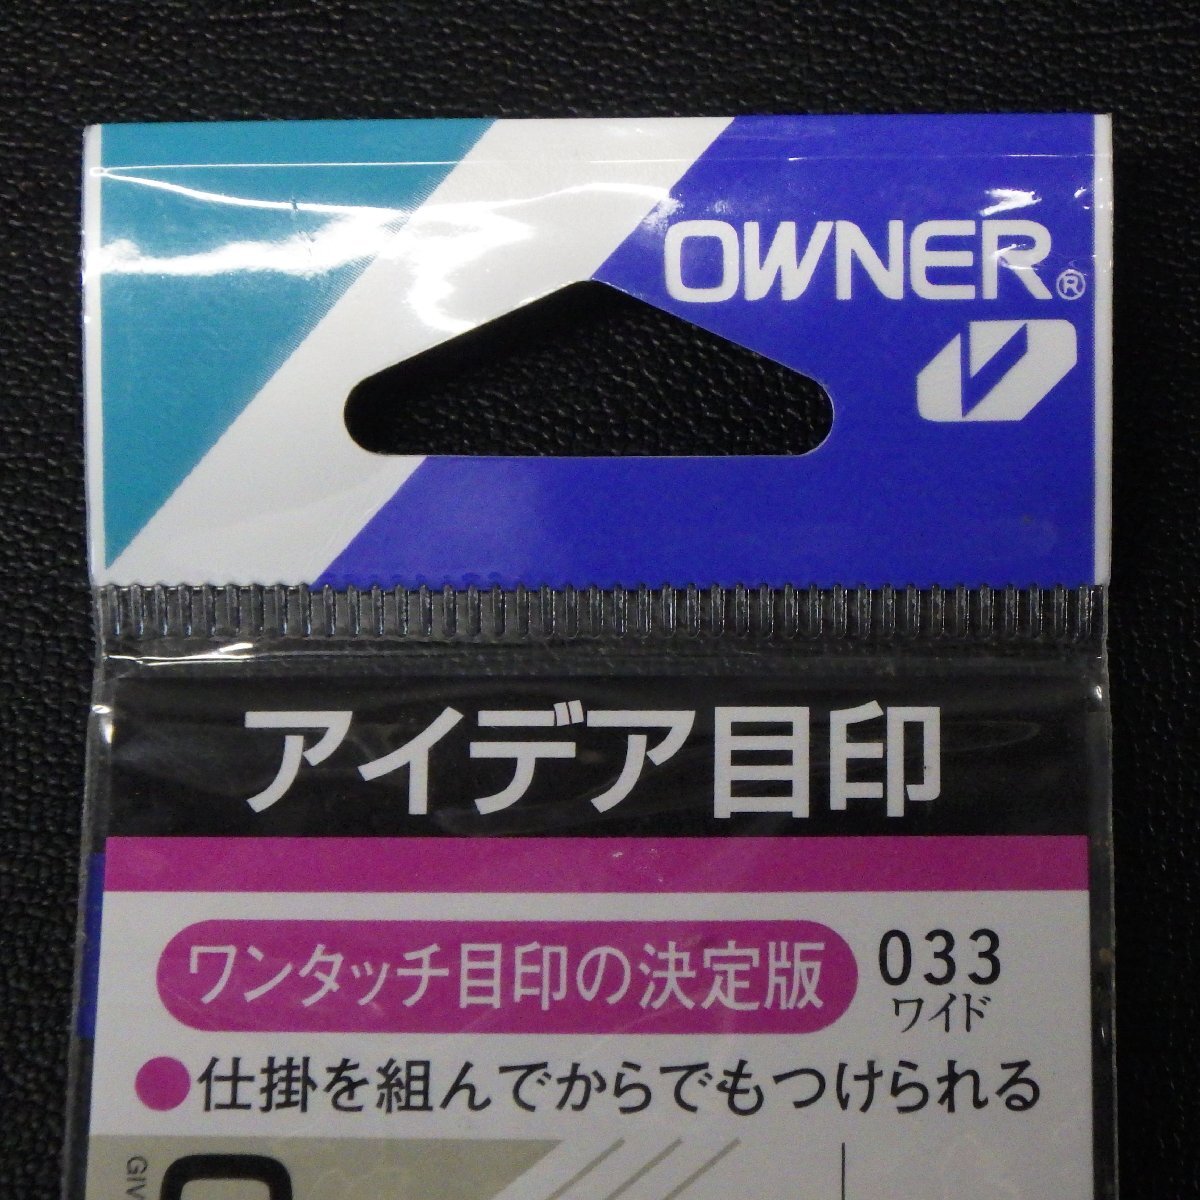 OWNER®
アイデア目印
ワンタッチ目印の決定版
033
ワイド
●仕掛を組んでからでもつけられる